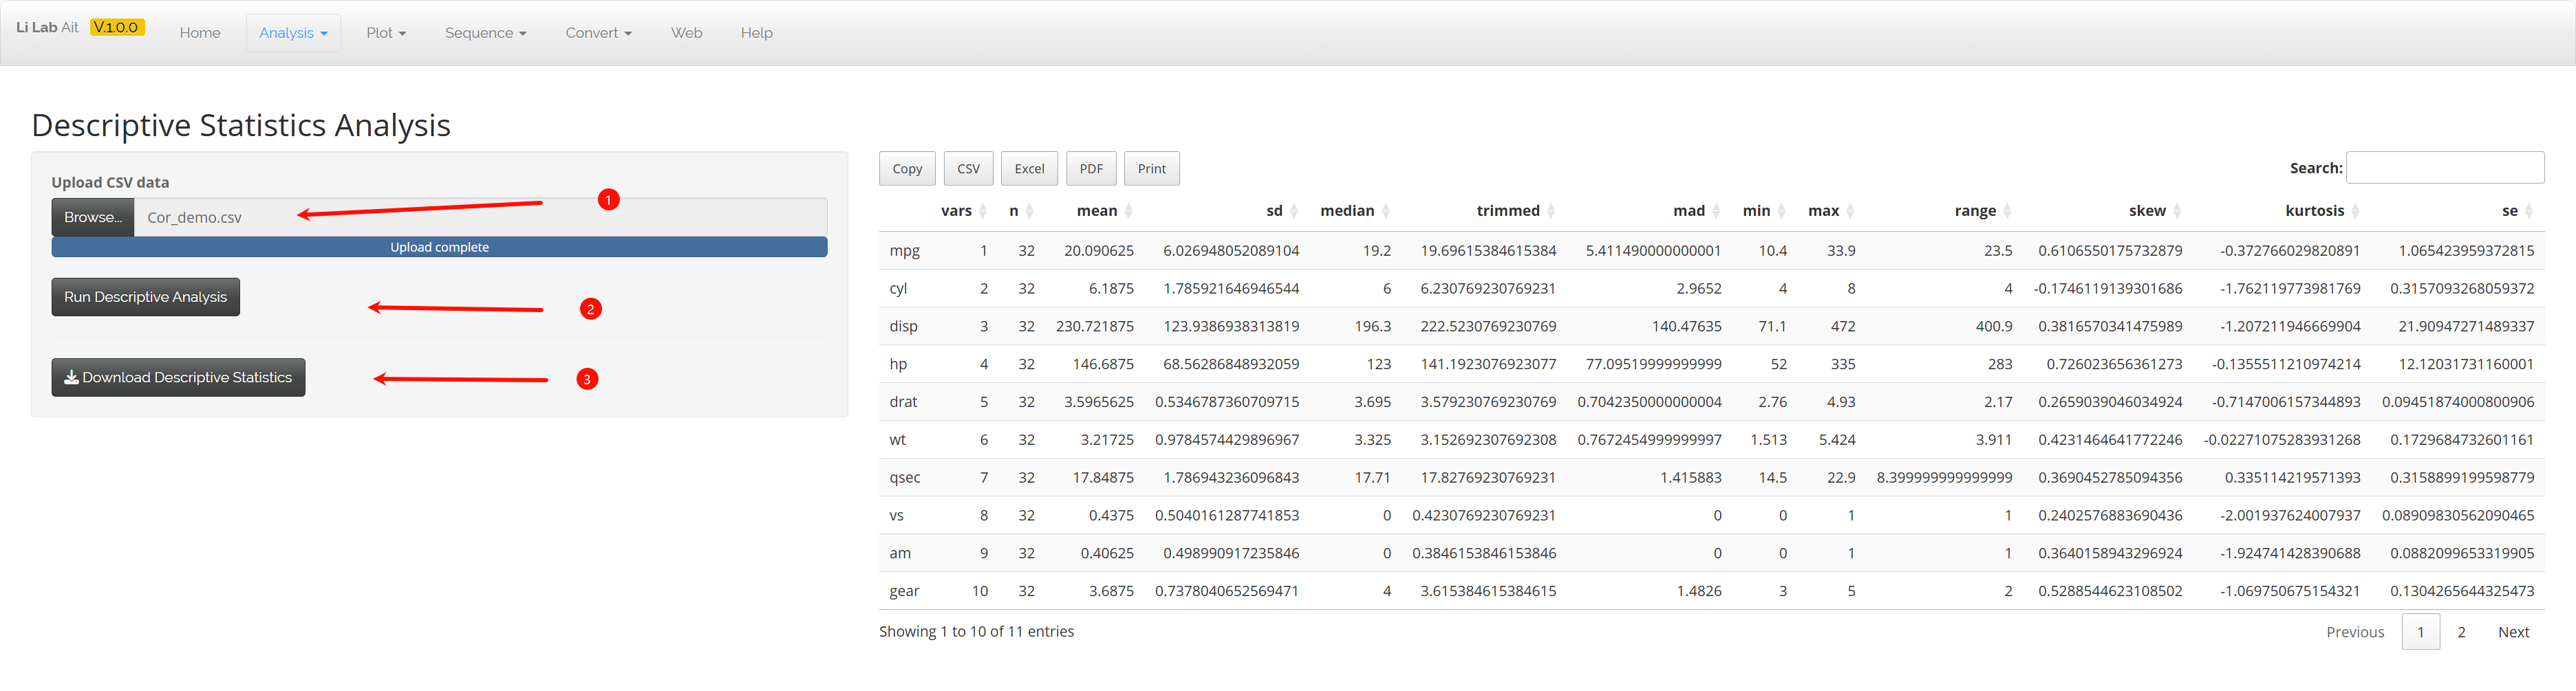 Li Lab Ait V.1.0.0 Home Analysis Plot Sequence Convert Web Help
Descriptive Statistics Analysis
Upload CSV data
Browse... Cor_demo.csv
Upload complete
1
Run Descriptive Analysis
2
Download Descriptive Statistics
3
Copy CSV Excel PDF Print Search:
vars n mean sd median trimmed mad min max range skew kurtosis se
mpg 1 32 20.090625 6.026948052089104 19.2 19.69615384615384 5.411490000000001 10.4 33.9 23.5 0.6106550175732879 -0.372766029820891 1.065423959372815
cyl 2 32 6.1875 1.785921646946544 6 6.230769230769231 2.9652 4 8 4 -0.1746119139301686 -1.762119773981769 0.3157093268059372
disp 3 32 230.721875 123.9386938313819 196.3 222.5230769230769 140.47635 71.1 472 400.9 0.3816570341475989 -1.207211946669904 21.90947271489337
hp 4 32 146.6875 68.56286848932059 123 141.1923076923077 77.09519999999999 52 335 283 0.726023656361273 -0.1355511210974214 12.12031731160001
drat 5 32 3.5965625 0.5346787360709715 3.695 3.579230769230769 0.7042350000000004 2.76 4.93 2.17 0.2659039046034924 -0.7147006157344893 0.09451874000800906
wt 6 32 3.21725 0.9784574429896967 3.325 3.152692307692308 0.7672454999999997 1.513 5.424 3.911 0.4231464641772246 -0.02271075283931268 0.1729684732601161
qsec 7 32 17.84875 1.786943236096843 17.71 17.82769230769231 1.415883 14.5 22.9 8.399999999999999 0.3690452785094356 0.335114219571393 0.3158899199598779
vs 8 32 0.4375 0.5040161287741853 0 0.4230769230769231 0 0 1 1 0.2402576883690436 -2.001937624007937 0.08909830562090465
am 9 32 0.40625 0.498990917235846 0 0.3846153846153846 0 0 1 1 0.3640158943296924 -1.924741428390688 0.0882099653319905
gear 10 32 3.6875 0.7378040652569471 4 3.615384615384615 1.4826 3 5 2 0.5288544623108502 -1.069750675154321 0.1304265644325473
Showing 1 to 10 of 11 entries Previous 1 2 Next